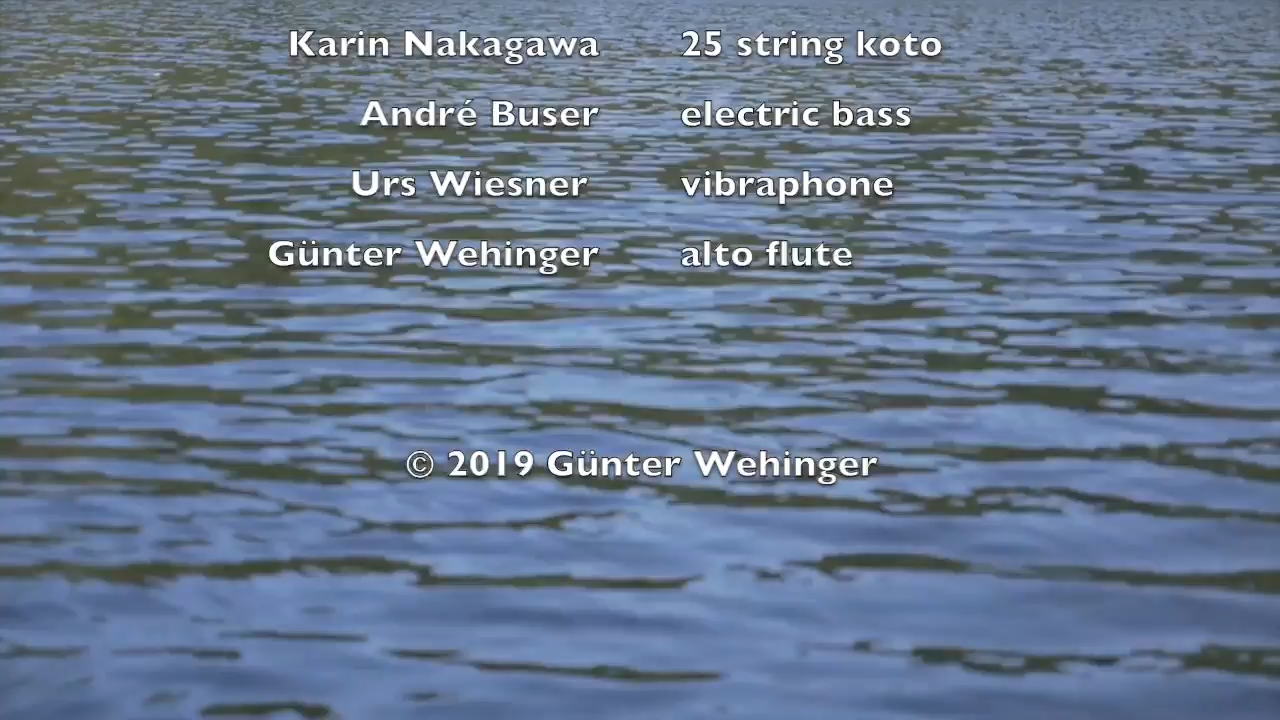 Karin Nakagawa 25 string koto
André Buser electric bass
Urs Wiesner vibraphone
Günter Wehinger alto flute
© 2019 Günter Wehinger